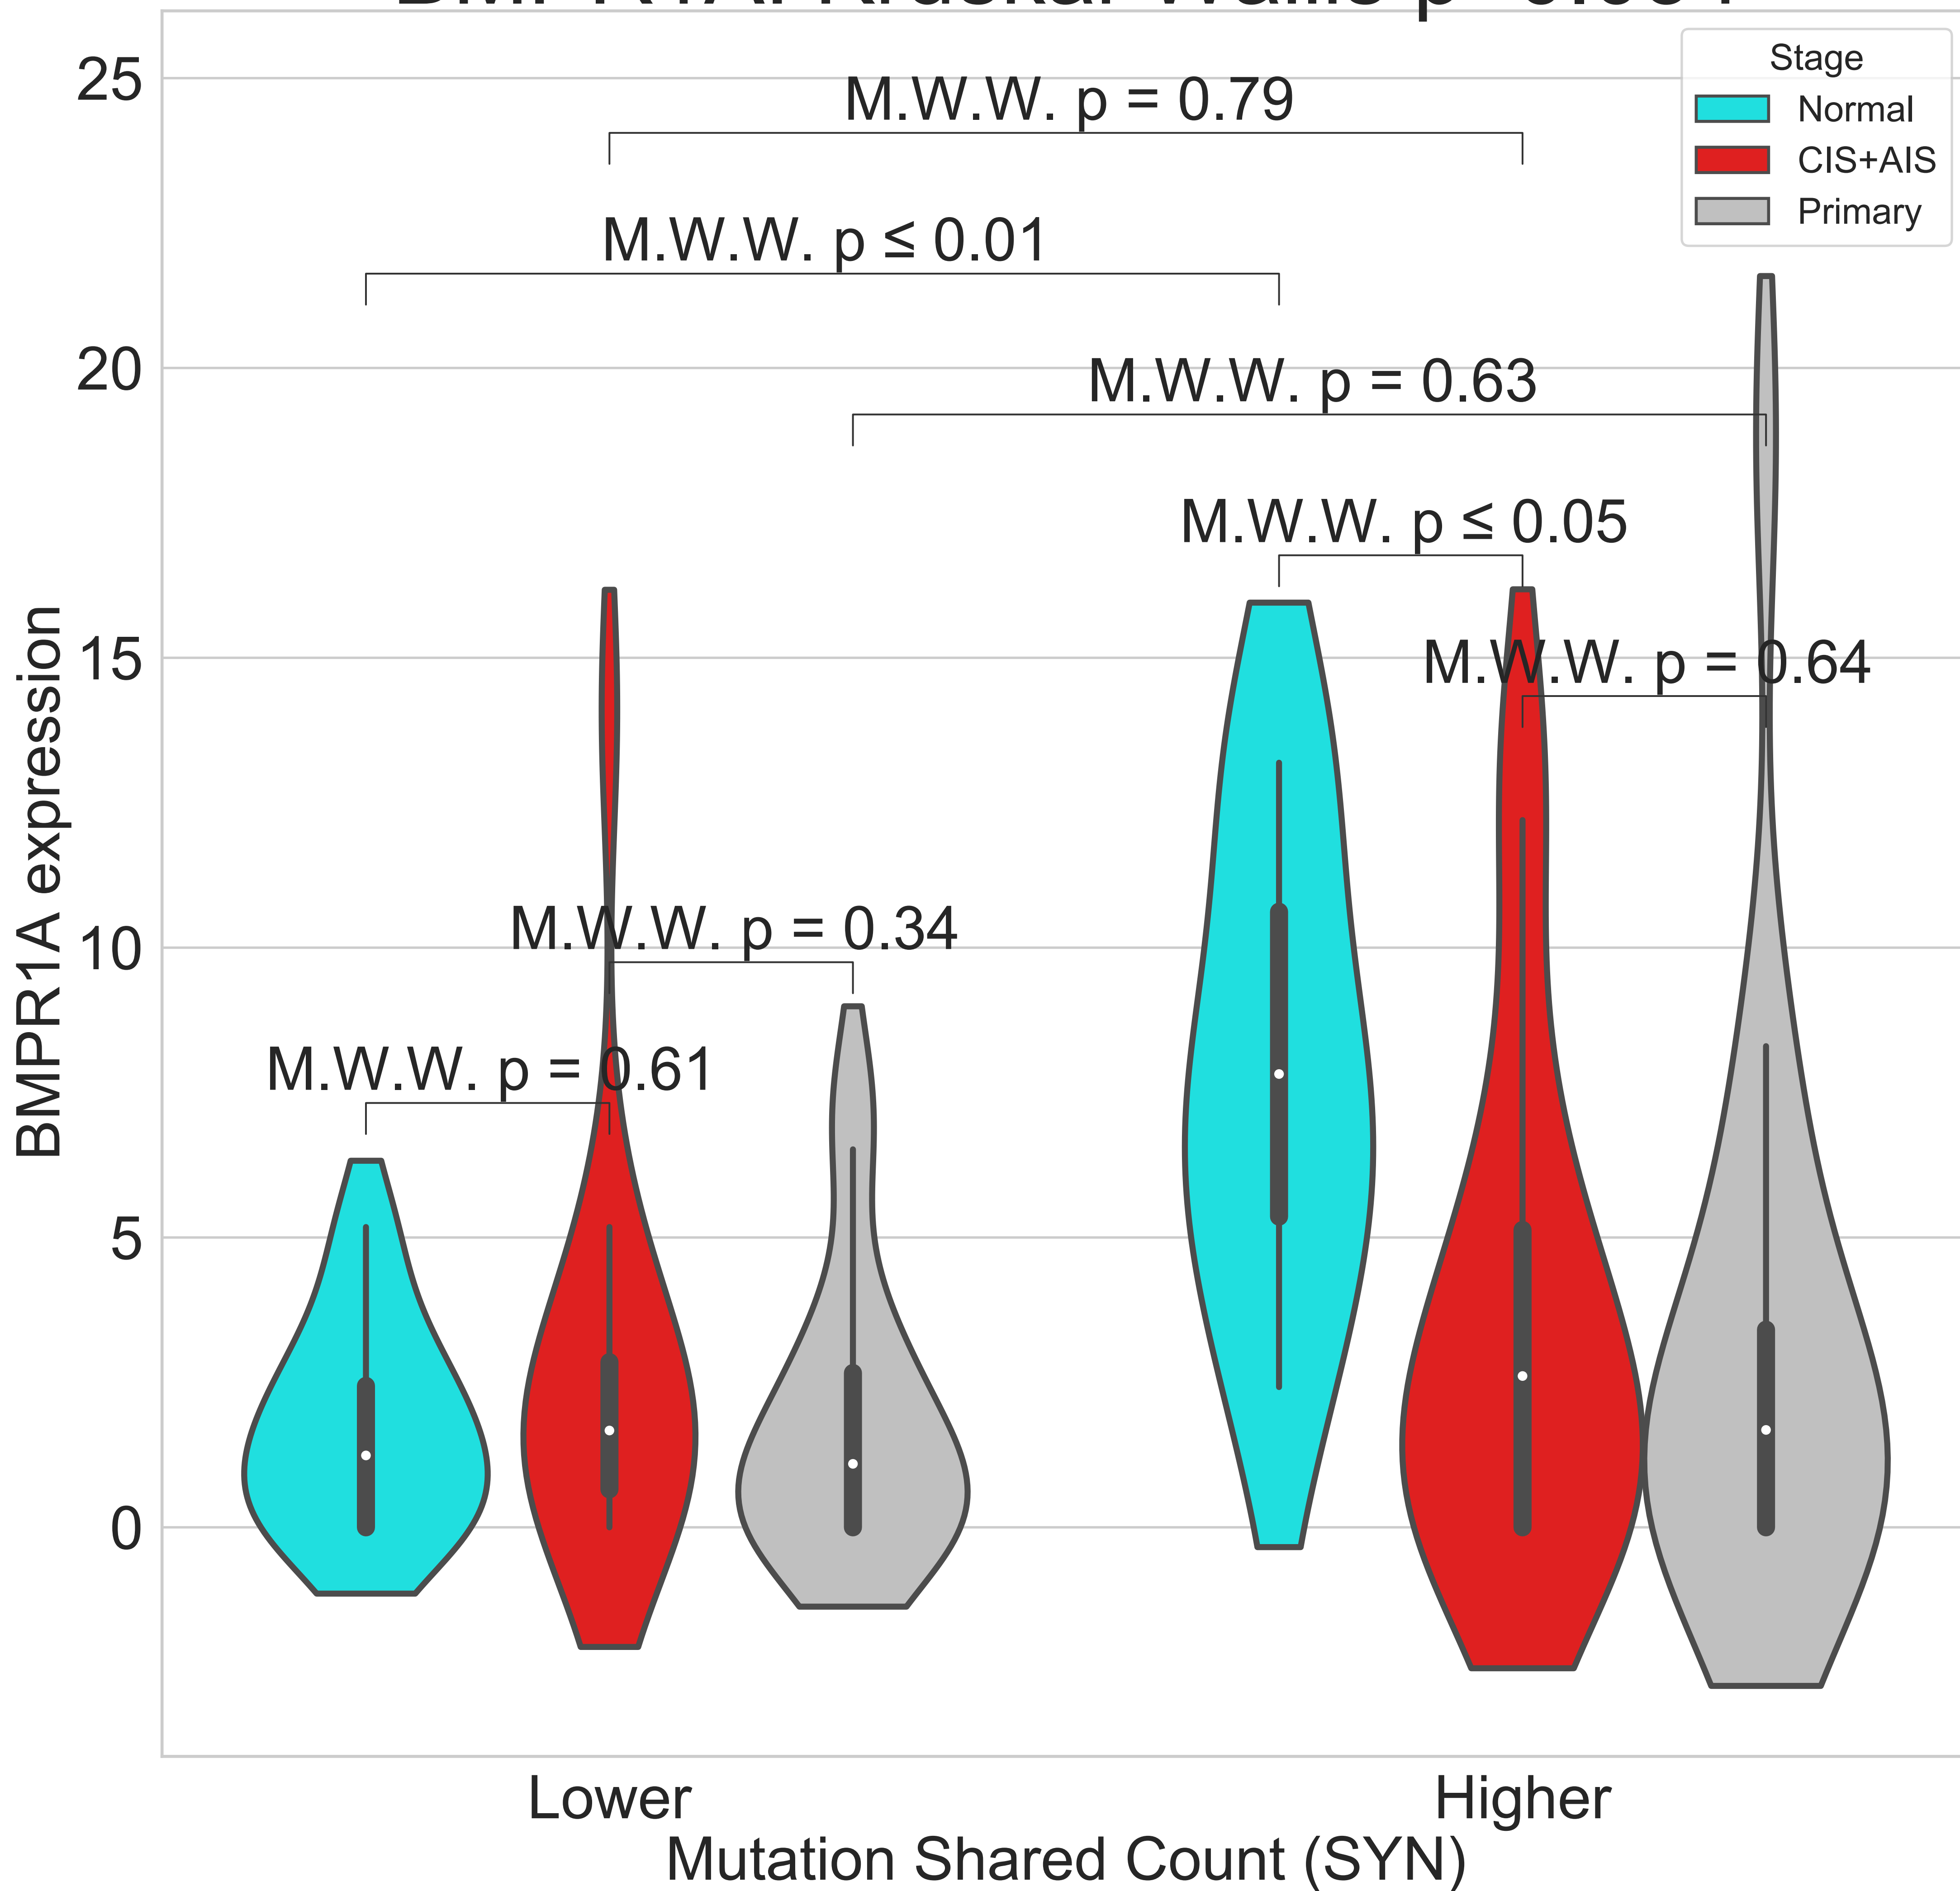 Stage
Normal
CIS+AIS
Primary
M.W.W. p = 0.79
M.W.W. p ≤ 0.01
M.W.W. p = 0.63
M.W.W. p ≤ 0.05
M.W.W. p = 0.64
M.W.W. p = 0.34
M.W.W. p = 0.61
25
20
15
10
5
0
BMPR1A expression
Lower
Higher
Mutation Shared Count (SYN)